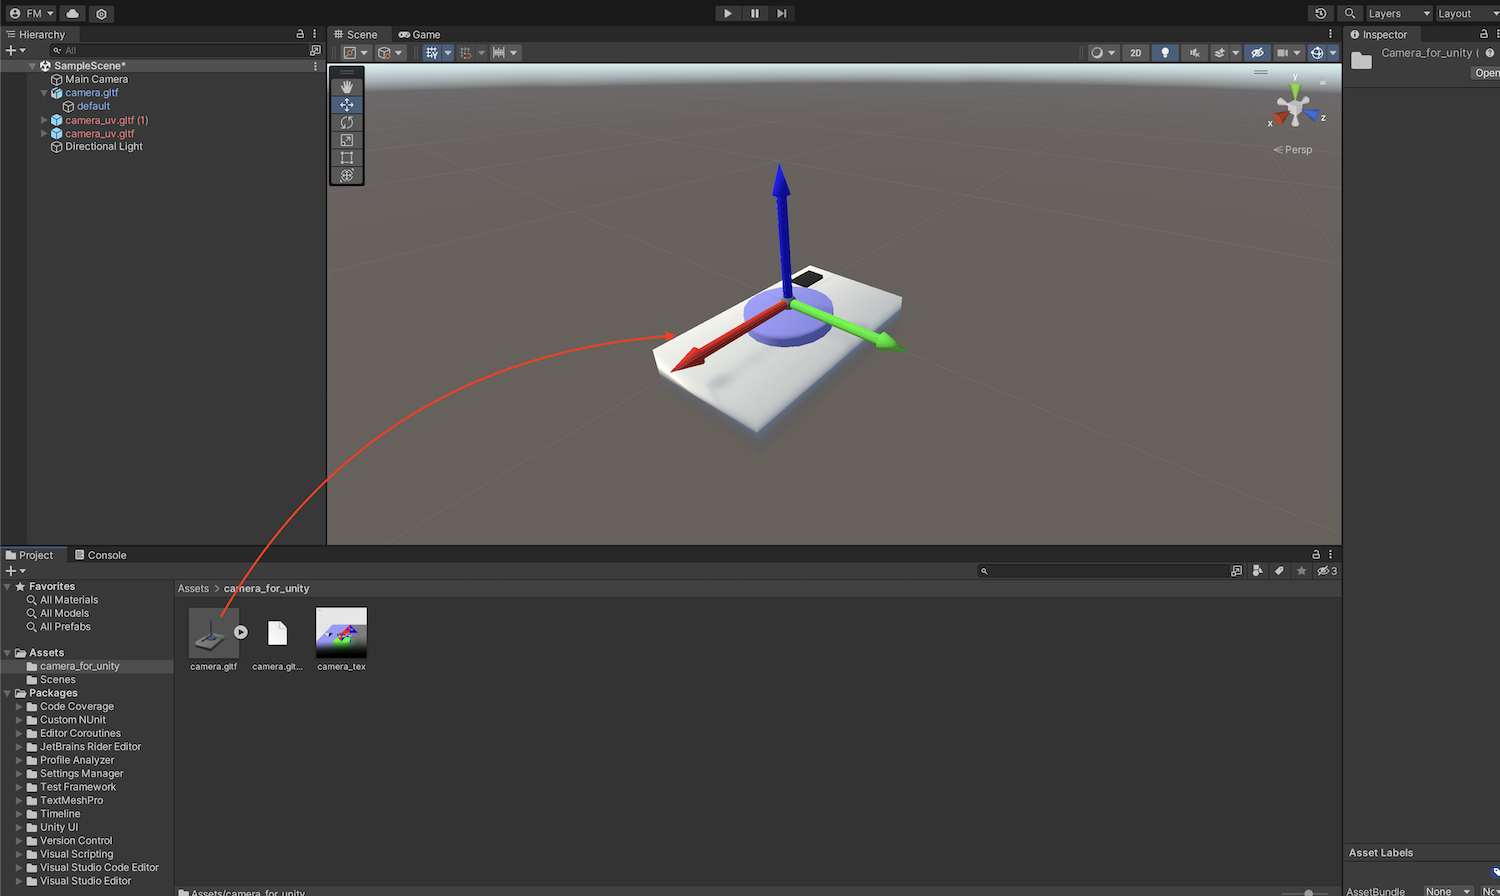 FM
Layers
Layout
Hierarchy
All
SampleScene*
Main Camera
camera.gltf
default
camera_uv.gltf (1)
camera_uv.gltf
Directional Light
Scene
Game
2D
y
x
z
Persp
Inspector
Camera_for_unity (
Open
Project
Console
3
Favorites
All Materials
All Models
All Prefabs
Assets
camera_for_unity
Scenes
Packages
Code Coverage
Custom NUnit
Editor Coroutines
JetBrains Rider Editor
Profile Analyzer
Settings Manager
Test Framework
TextMeshPro
Timeline
Unity UI
Version Control
Visual Scripting
Visual Studio Code Editor
Visual Studio Editor
Assets > camera_for_unity
camera.gltf
camera.glt...
camera_tex
Assets/camera_for_unity
Asset Labels
AssetBundle
None